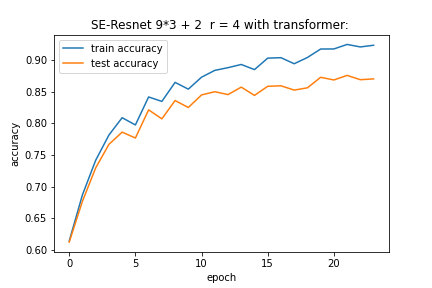 SE-Resnet 9*3 + 2  r = 4 with transformer:
train accuracy
test accuracy
accuracy
0.90
0.85
0.80
0.75
0.70
0.65
0.60
0 5 10 15 20
epoch